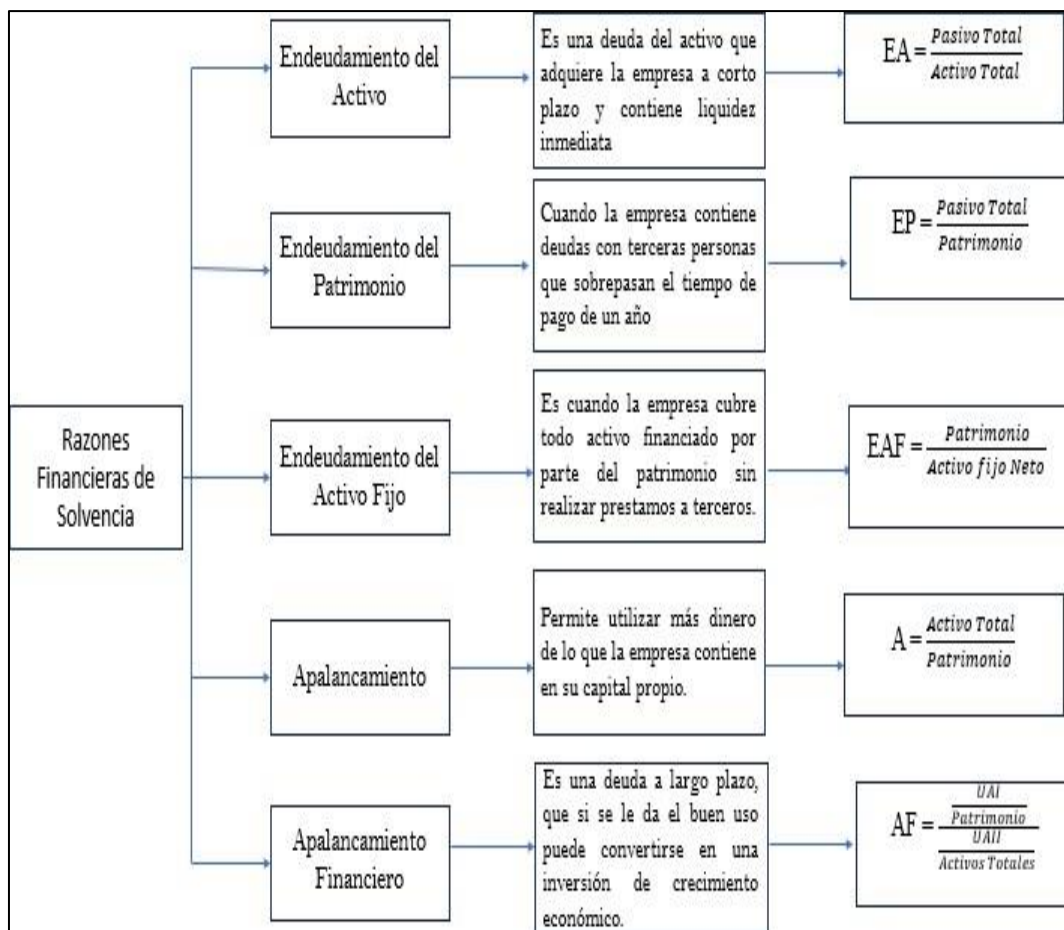 Razones
Financieras de
Solvencia
Endeudamiento del
Activo
Es una deuda del activo que
adquiere la empresa a corto
plazo y contiene liquidez
inmediata
EA = Pasivo Total / Activo Total
Endeudamiento del
Patrimonio
Cuando la empresa contiene
deudas con terceras personas
que sobrepasan el tiempo de
pago de un año
EP = Pasivo Total / Patrimonio
Endeudamiento del
Activo Fijo
Es cuando la empresa cubre
todo activo financiado por
parte del patrimonio sin
realizar prestamos a terceros.
EAF = Patrimonio / Activo fijo Neto
Apalancamiento
Permite utilizar más dinero
de lo que la empresa contiene
en su capital propio.
A = Activo Total / Patrimonio
Apalancamiento
Financiero
Es una deuda a largo plazo,
que si se le da el buen uso
puede convertirse en una
inversión de crecimiento
económico.
AF = (UAI / Patrimonio) / (UAII / Activos Totales)